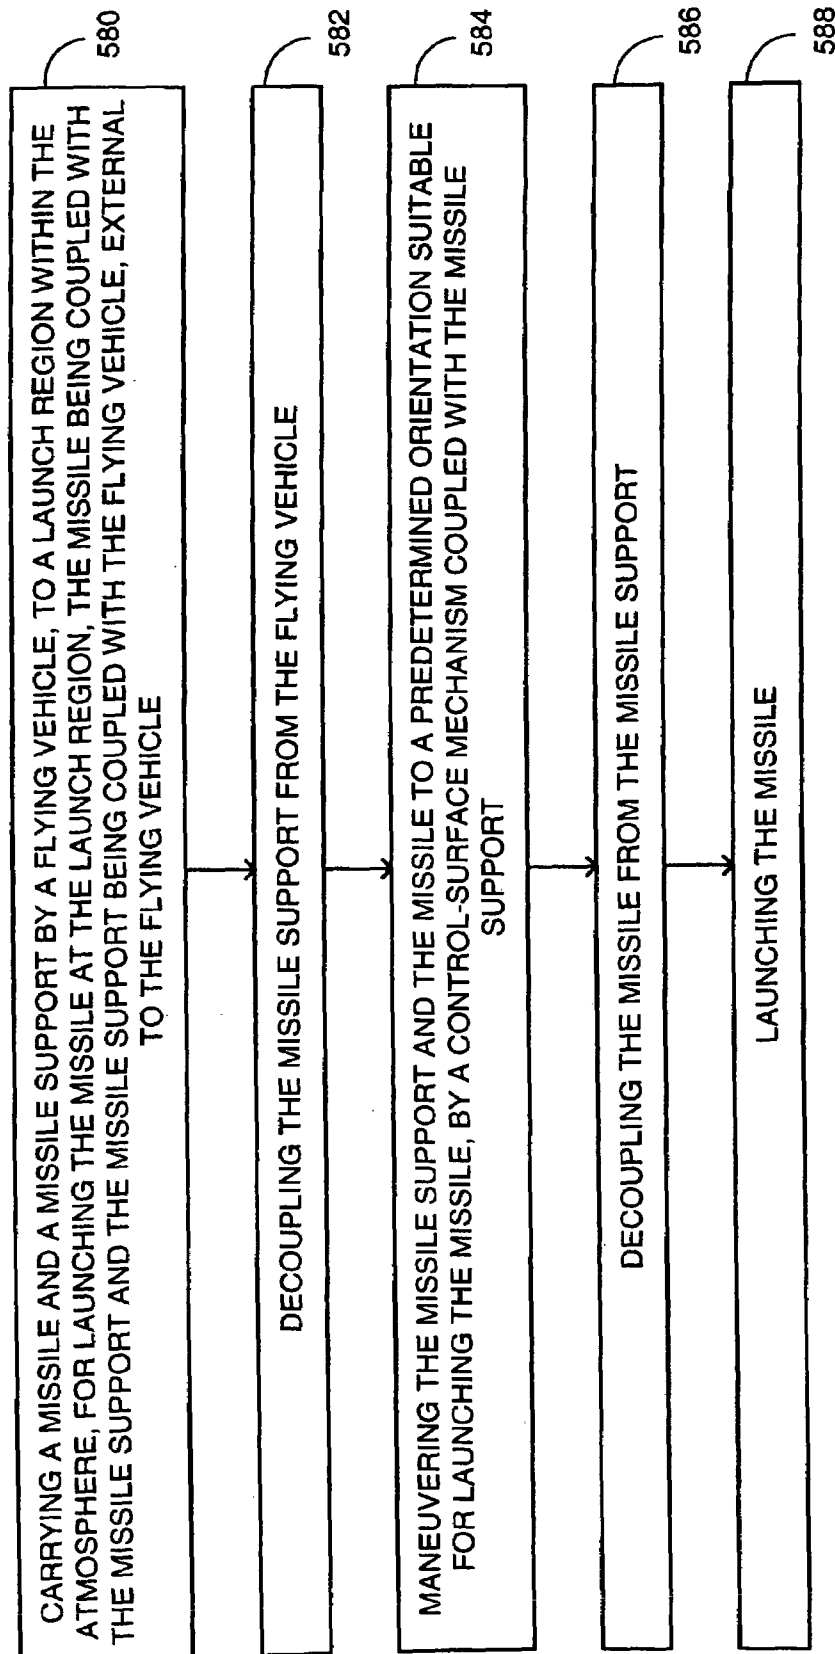 CARRYING A MISSILE AND A MISSILE SUPPORT BY A FLYING VEHICLE, TO A LAUNCH REGION WITHIN THE
ATMOSPHERE, FOR LAUNCHING THE MISSILE AT THE LAUNCH REGION, THE MISSILE BEING COUPLED WITH
THE MISSILE SUPPORT AND THE MISSILE SUPPORT BEING COUPLED WITH THE FLYING VEHICLE, EXTERNAL
TO THE FLYING VEHICLE
580
DECOUPLING THE MISSILE SUPPORT FROM THE FLYING VEHICLE
582
MANEUVERING THE MISSILE SUPPORT AND THE MISSILE TO A PREDETERMINED ORIENTATION SUITABLE
FOR LAUNCHING THE MISSILE, BY A CONTROL-SURFACE MECHANISM COUPLED WITH THE MISSILE
SUPPORT
584
DECOUPLING THE MISSILE FROM THE MISSILE SUPPORT
586
LAUNCHING THE MISSILE
588